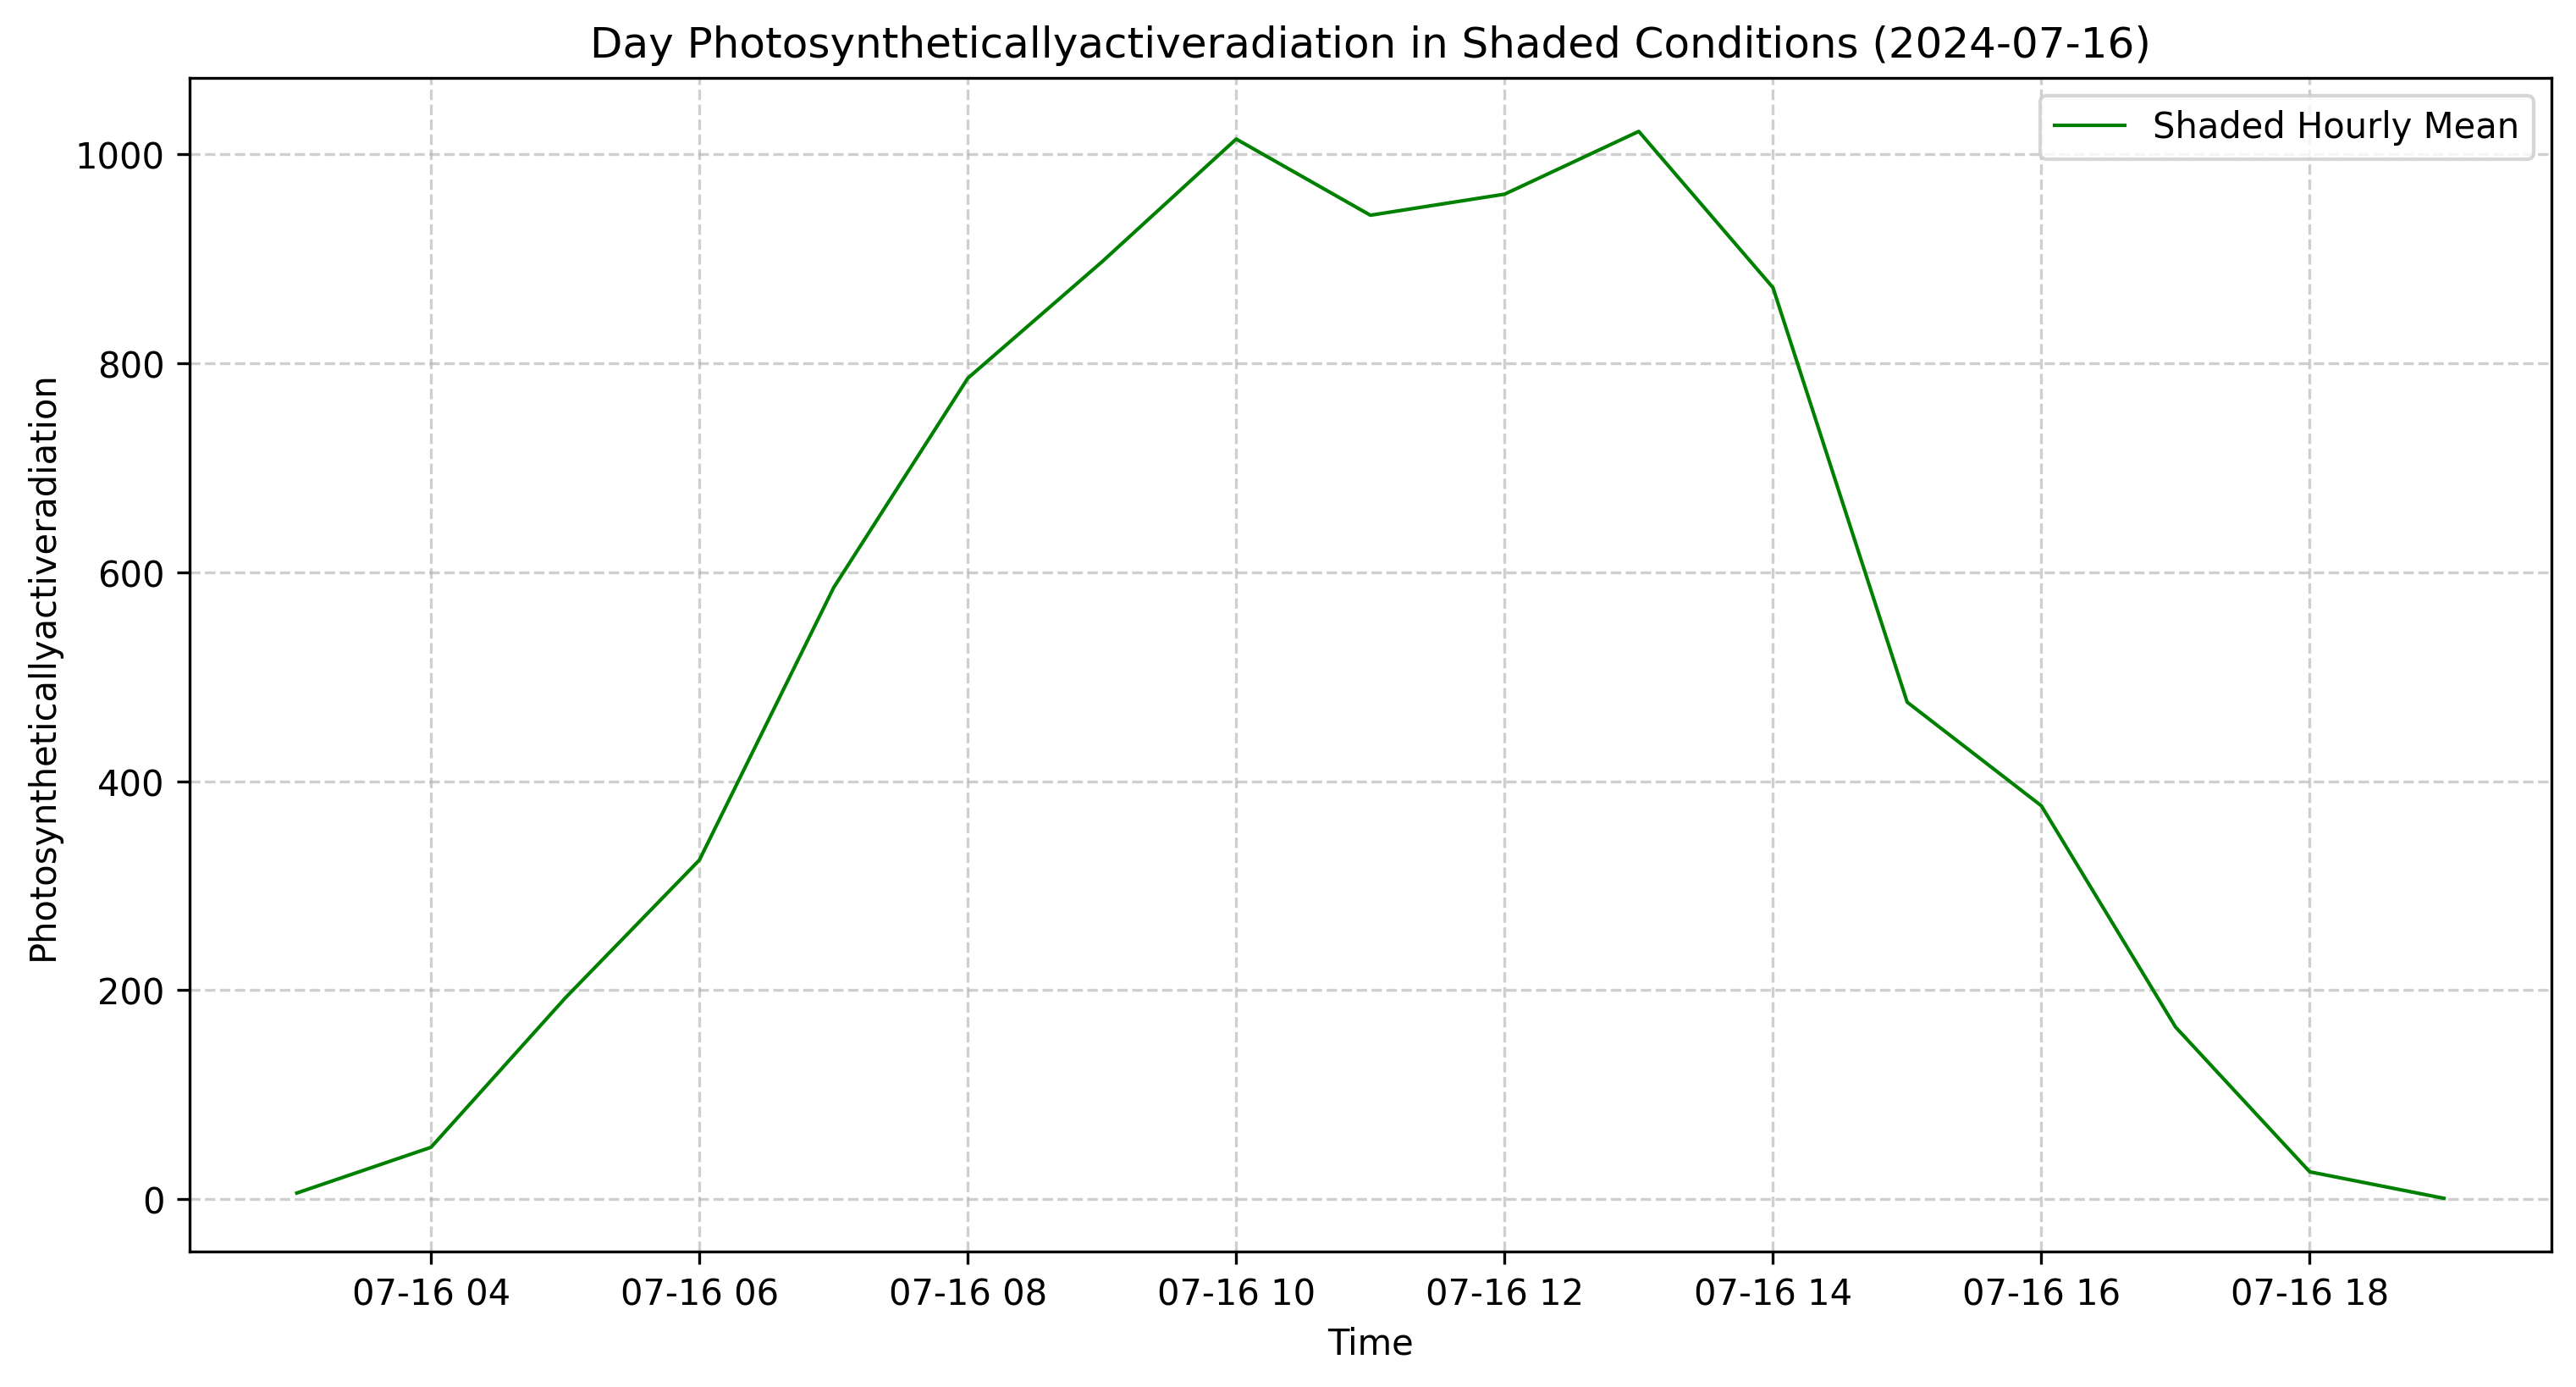 Day Photosyntheticallyactiveradiation in Shaded Conditions (2024-07-16)
Shaded Hourly Mean
Photosyntheticallyactiveradiation
1000
800
600
400
200
0
07-16 04 07-16 06 07-16 08 07-16 10 07-16 12 07-16 14 07-16 16 07-16 18
Time